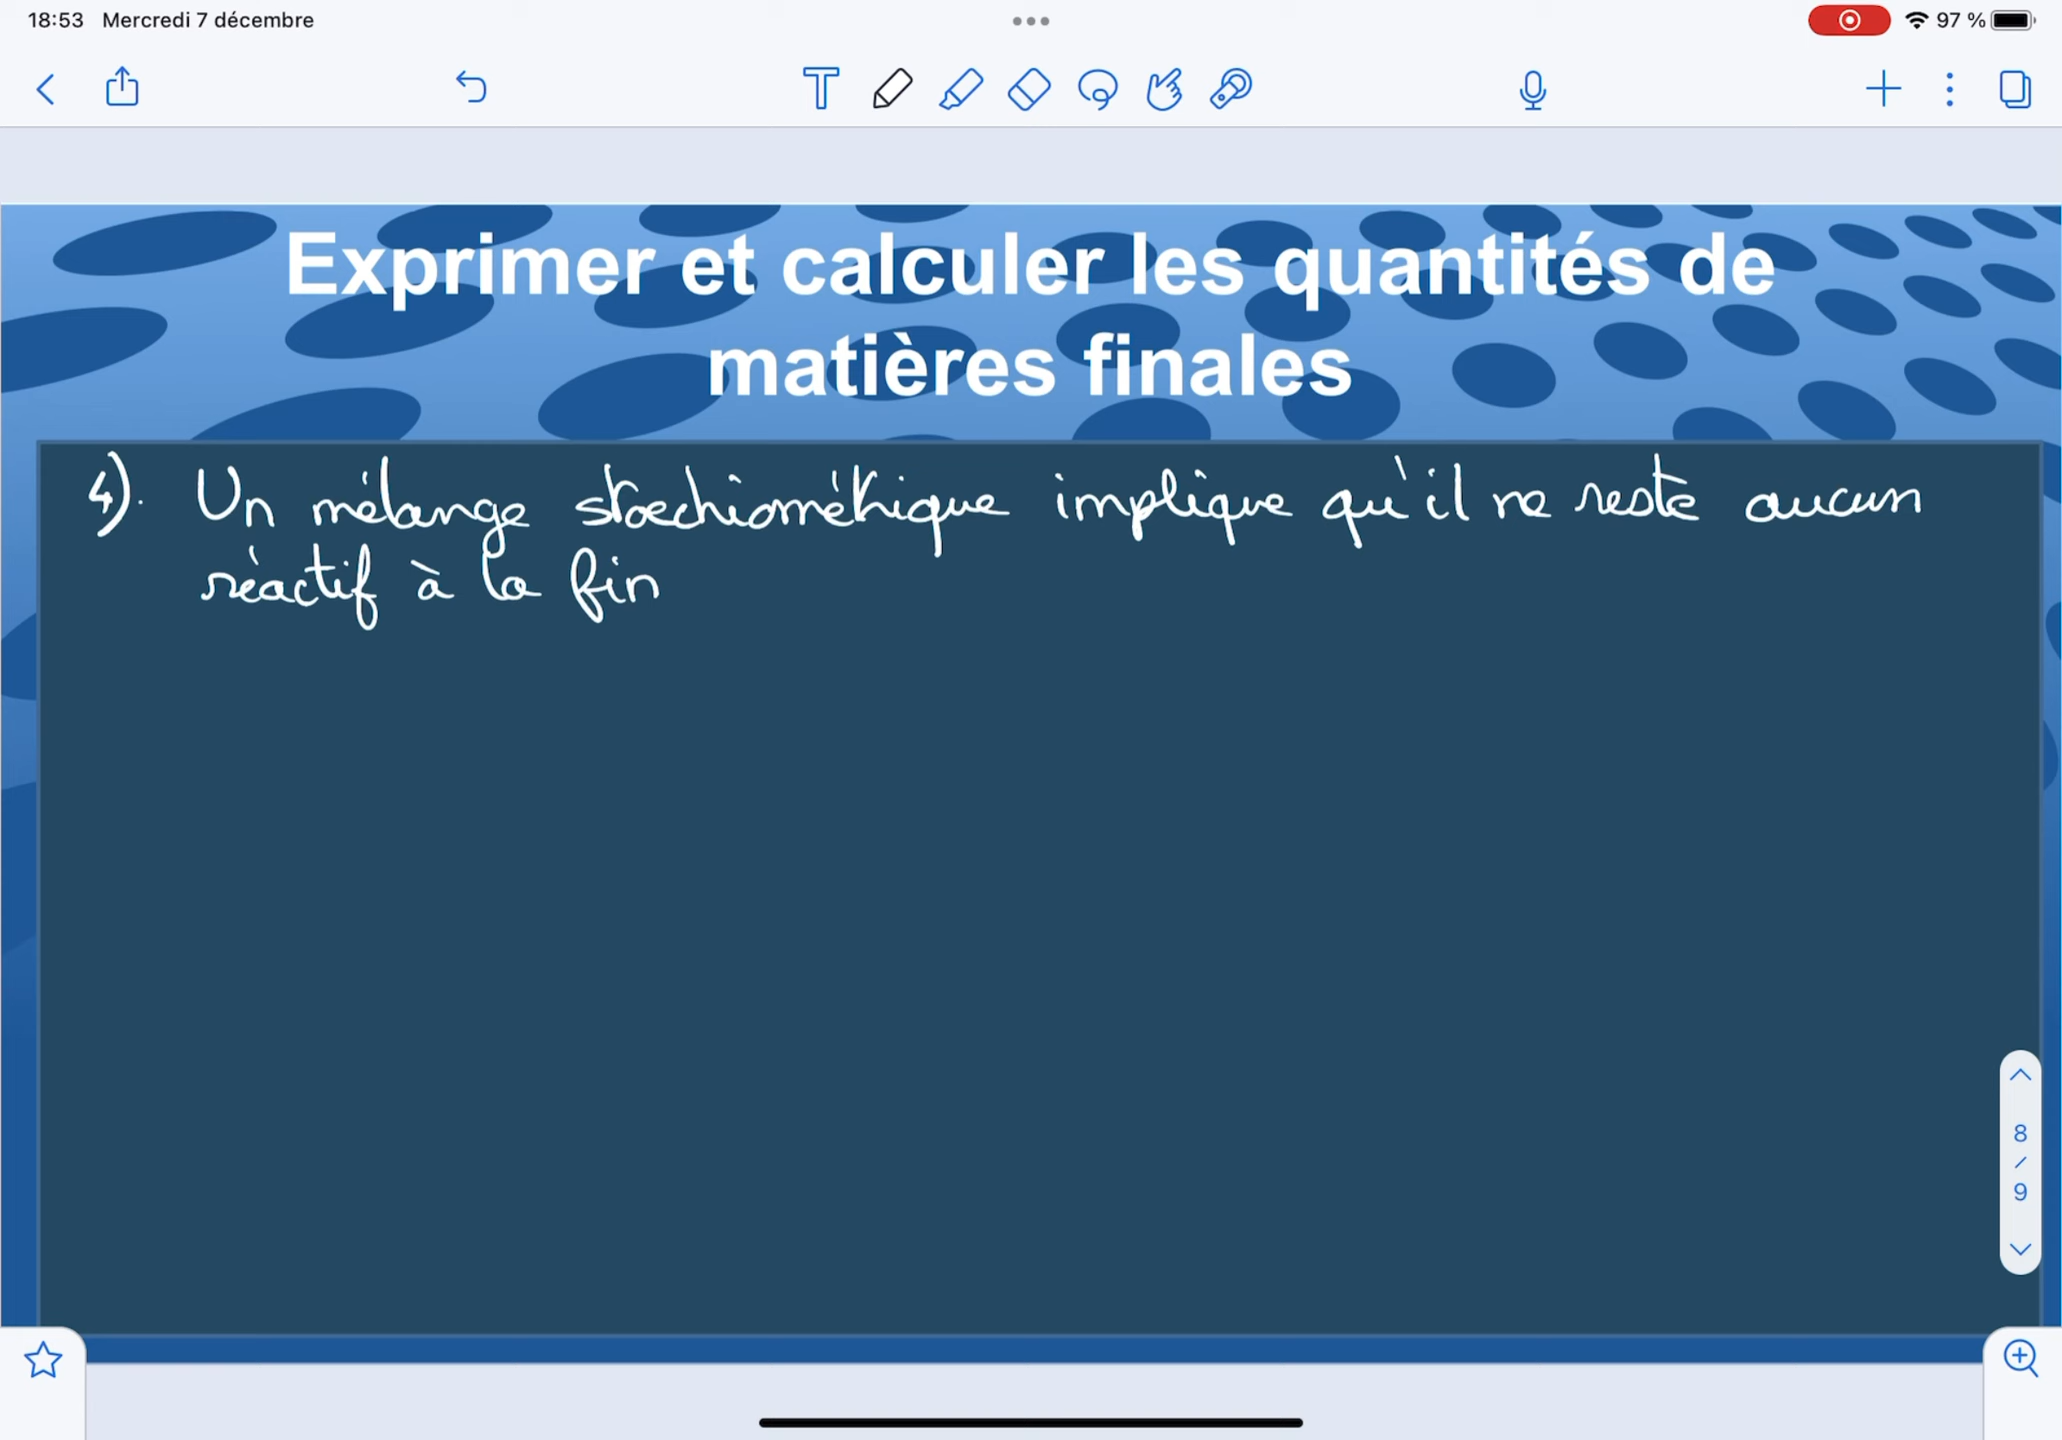 18:53 Mercredi 7 décembre
97 %
Exprimer et calculer les quantités de
matières finales
4). Un mélange stoechiométrique implique qu'il ne reste aucun
réactif à la fin
8
/
9